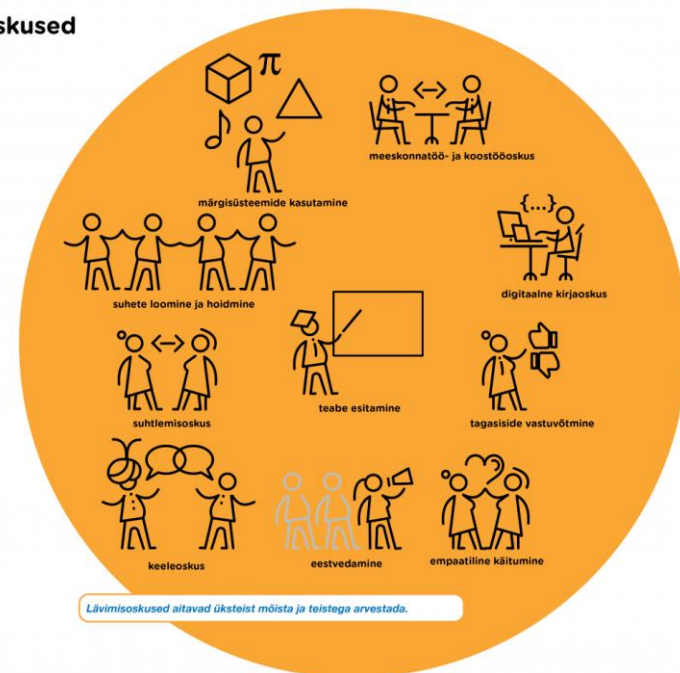 skused
π
märgisüsteemide kasutamine
meeskonnatöö- ja koostööoskus
suhete loomine ja hoidmine
{...}
digitaalne kirjaoskus
suhtlemisoskus
teabe esitamine
tagasiside vastuvõtmine
keeleoskus
eestvedamine
empaatiline käitumine
Lävimisoskused aitavad üksteist mõista ja teistega arvestada.